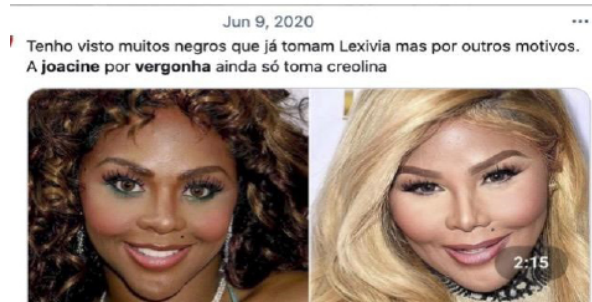 Jun 9, 2020
Tenho visto muitos negros que já tomam Lexivia mas por outros motivos.
A joacine por vergonha ainda só toma creolina
2:15